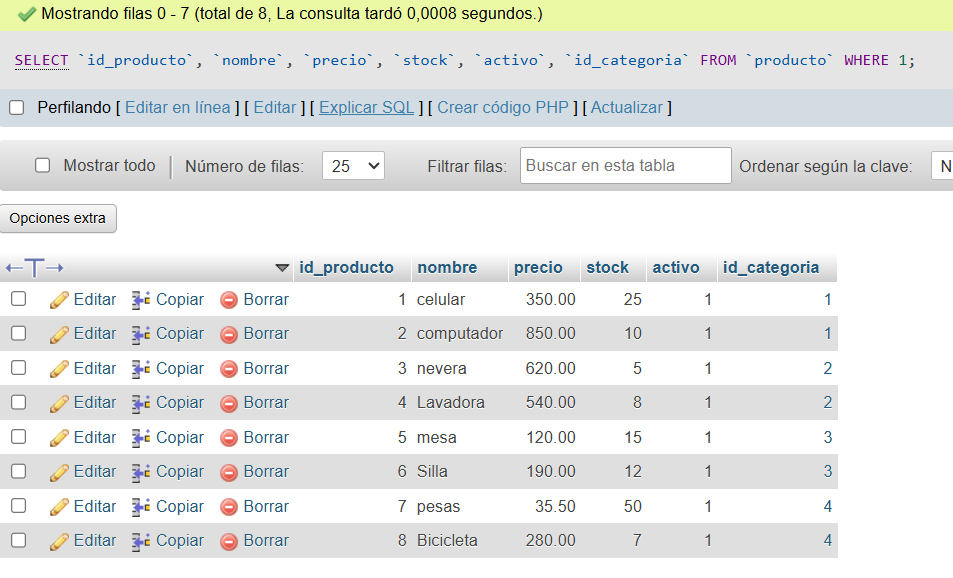 Mostrando filas 0 - 7 (total de 8, La consulta tardó 0,0008 segundos.)
SELECT `id_producto`, `nombre`, `precio`, `stock`, `activo`, `id_categoria` FROM `producto` WHERE 1;
Perfilando [ Editar en línea ] [ Editar ] [ Explicar SQL ] [ Crear código PHP ] [ Actualizar ]
Mostrar todo Número de filas: 25 Filtrar filas: Buscar en esta tabla Ordenar según la clave: N
Opciones extra
←T→ id_producto nombre precio stock activo id_categoria
Editar Copiar Borrar 1 celular 350.00 25 1 1
Editar Copiar Borrar 2 computador 850.00 10 1 1
Editar Copiar Borrar 3 nevera 620.00 5 1 2
Editar Copiar Borrar 4 Lavadora 540.00 8 1 2
Editar Copiar Borrar 5 mesa 120.00 15 1 3
Editar Copiar Borrar 6 Silla 190.00 12 1 3
Editar Copiar Borrar 7 pesas 35.50 50 1 4
Editar Copiar Borrar 8 Bicicleta 280.00 7 1 4